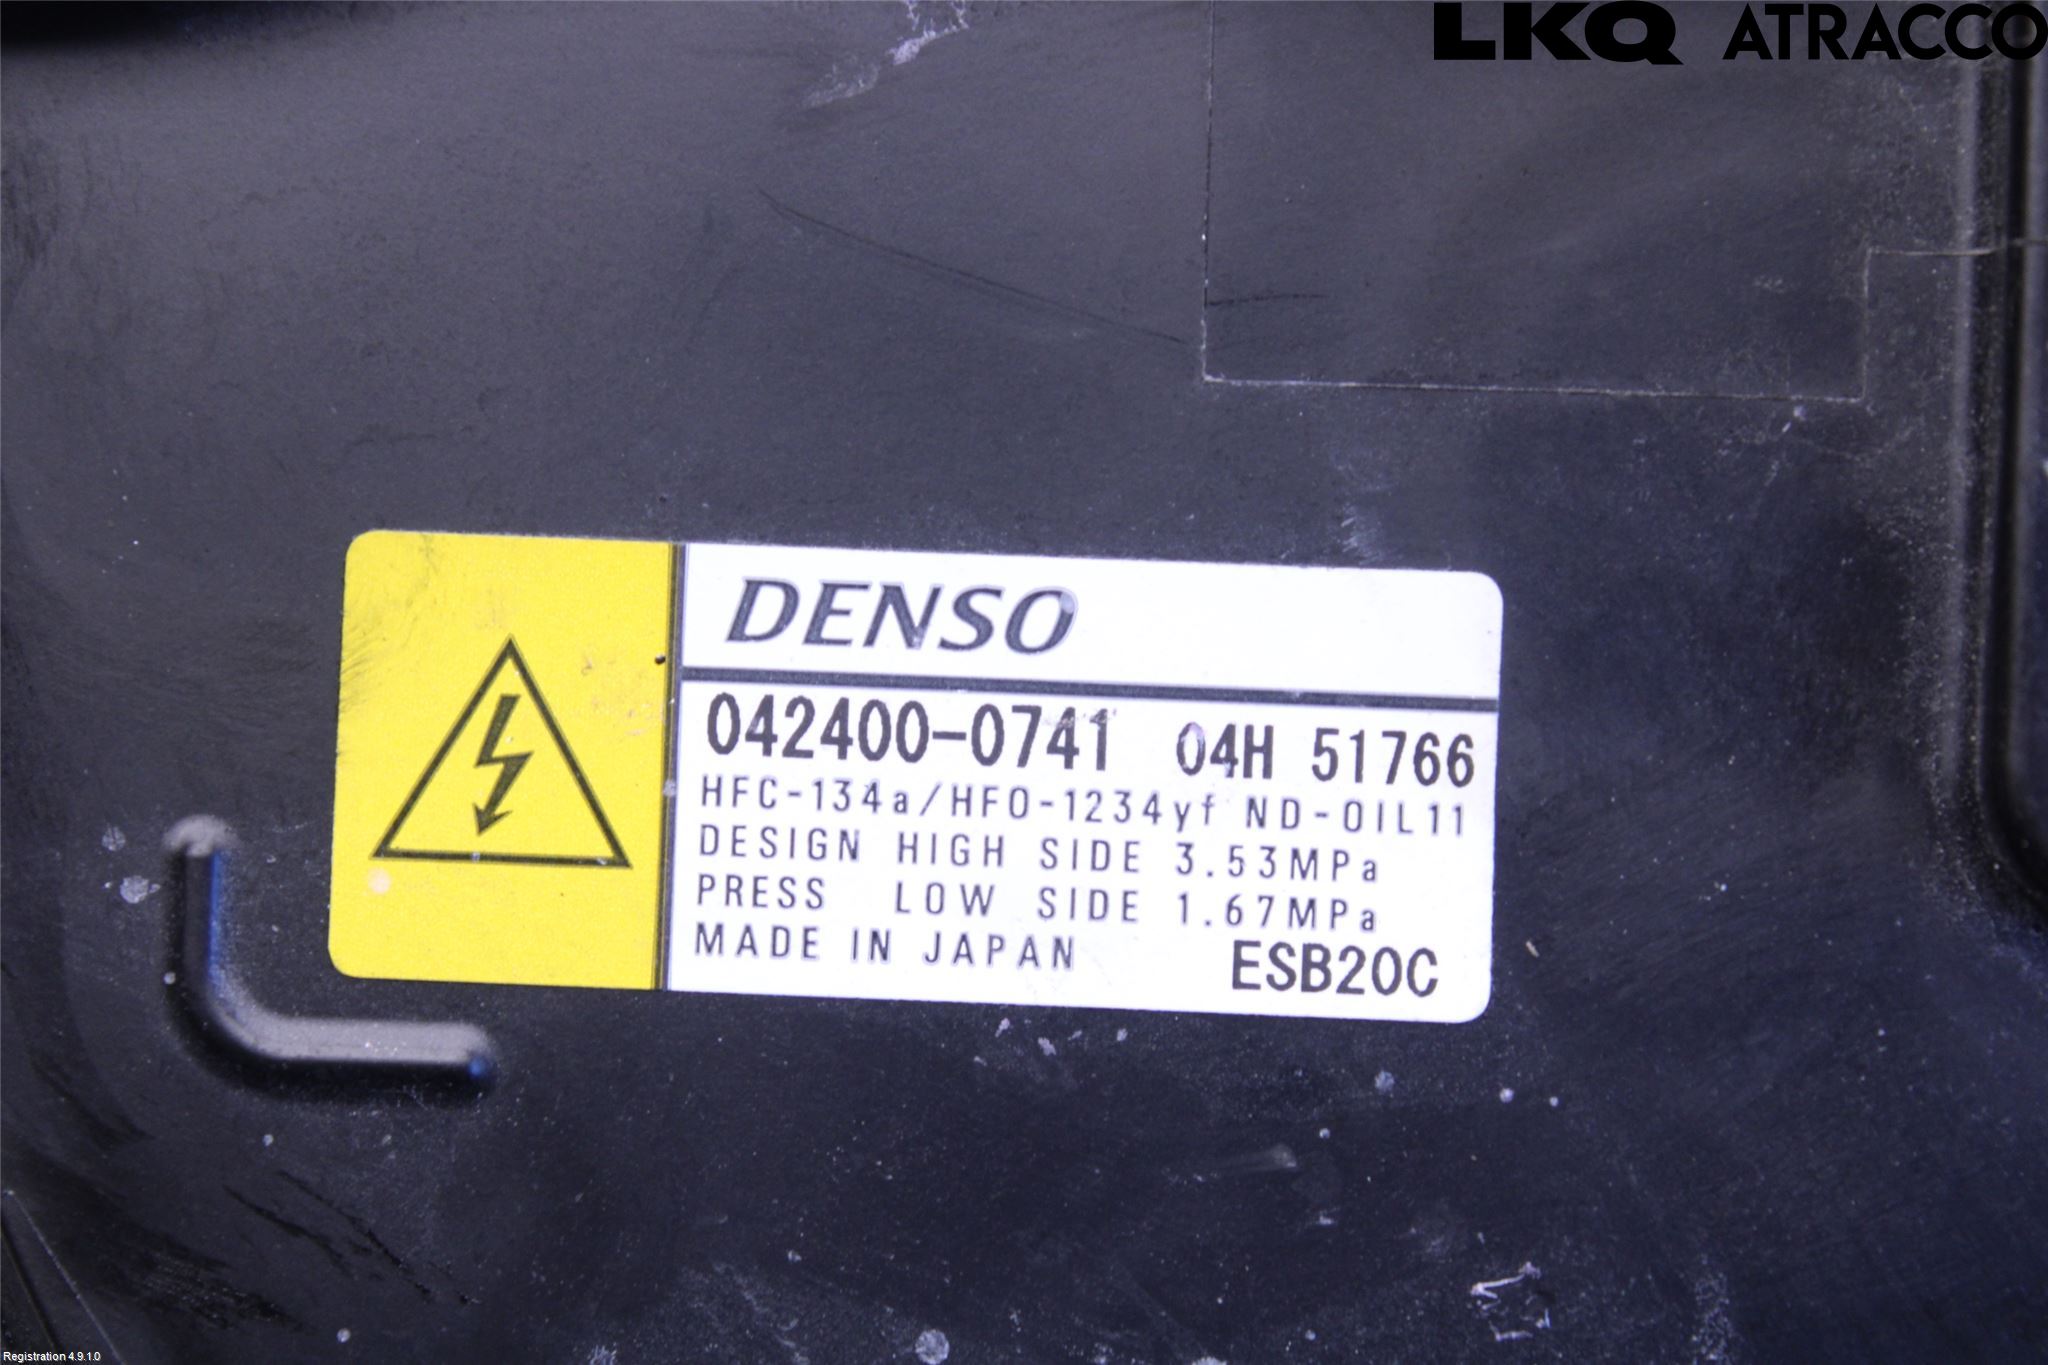 LKQ ATRACCO
DENSO
042400-0741 04H 51766
HFC-134a/HFO-1234yf ND-OIL11
DESIGN HIGH SIDE 3.53MPa
PRESS LOW SIDE 1.67MPa
MADE IN JAPAN ESB20C
Registration 4.9.1.0